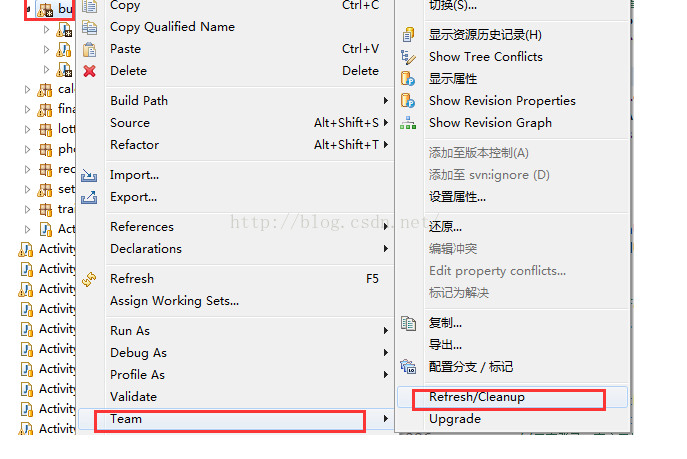 bu
cal
fina
lott
pho
rec
set
tra
Act
Activity
Activity
Activity
Activity
Activity
Activity
Activity
Activity
Activity
Activity
Copy Ctrl+C
Copy Qualified Name
Paste Ctrl+V
Delete Delete
Build Path
Source Alt+Shift+S
Refactor Alt+Shift+T
Import...
Export...
References
Declarations
Refresh F5
Assign Working Sets...
Run As
Debug As
Profile As
Validate
Team
切换(S)...
显示资源历史记录(H)
Show Tree Conflicts
显示属性
Show Revision Properties
Show Revision Graph
添加至版本控制(A)
添加至 svn:ignore (D)
设置属性...
还原...
编辑冲突
Edit property conflicts...
标记为解决
复制...
导出...
配置分支 / 标记
Refresh/Cleanup
Upgrade
http://blog.csdn.net/